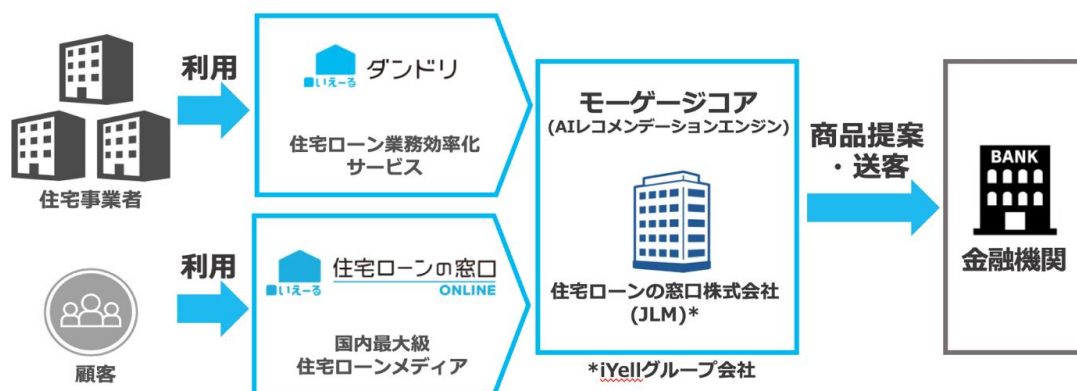 住宅事業者
利用
いえーる
ダンドリ
住宅ローン業務効率化
サービス
顧客
利用
いえーる
住宅ローンの窓口
ONLINE
国内最大級
住宅ローンメディア
モーゲージコア
(AIレコメンデーションエンジン)
住宅ローンの窓口株式会社
(JLM)*
*iYellグループ会社
商品提案
・送客
BANK
金融機関